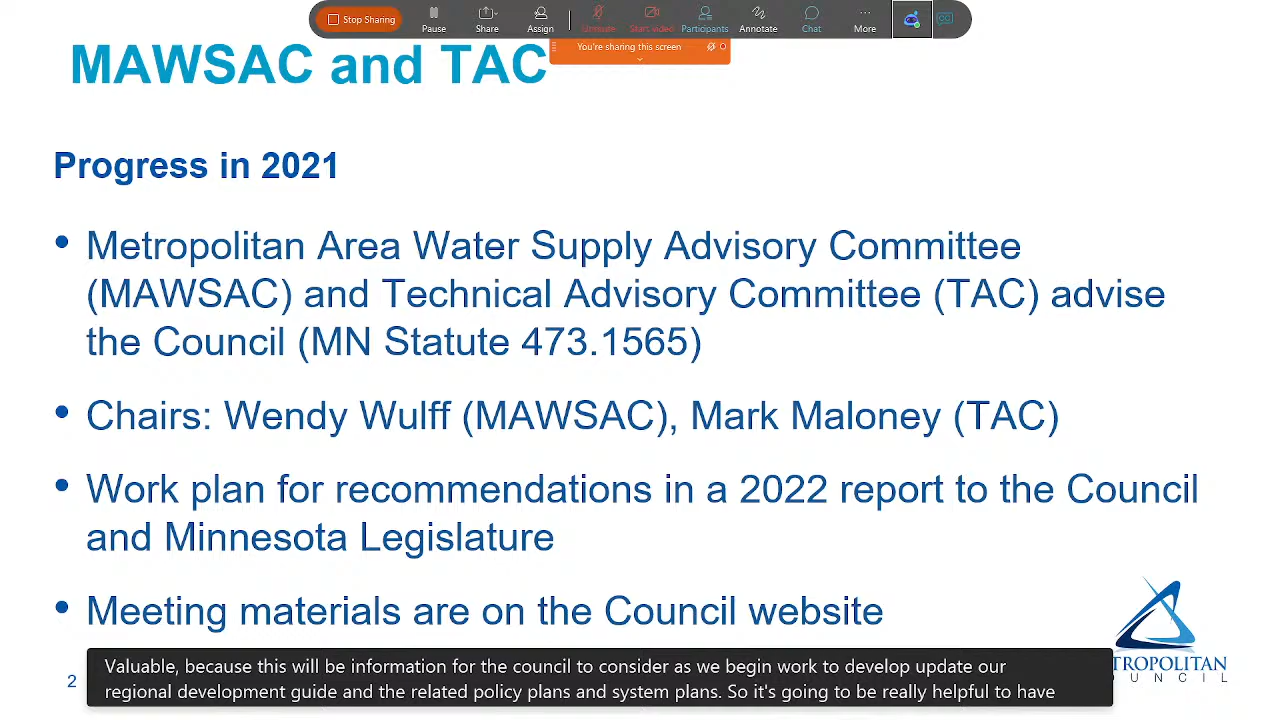 Stop Sharing
Pause
Share
Assign
Unmute
Start video
Participants
Annotate
Chat
More
CC
You're sharing this screen
MAWSAC and TAC
Progress in 2021
• Metropolitan Area Water Supply Advisory Committee
(MAWSAC) and Technical Advisory Committee (TAC) advise
the Council (MN Statute 473.1565)
• Chairs: Wendy Wulff (MAWSAC), Mark Maloney (TAC)
• Work plan for recommendations in a 2022 report to the Council
and Minnesota Legislature
• Meeting materials are on the Council website
Valuable, because this will be information for the council to consider as we begin work to develop update our
regional development guide and the related policy plans and system plans. So it's going to be really helpful to have
2
TROPOLITAN
OUNCIL